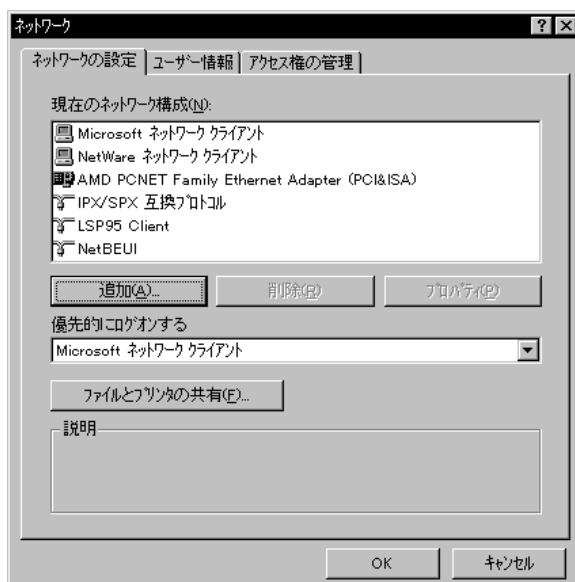 ネットワーク
ネットワークの設定 ユーザー情報 アクセス権の管理
現在のネットワーク構成(N):
Microsoft ネットワーク クライアント
NetWare ネットワーク クライアント
AMD PCNET Family Ethernet Adapter (PCI&ISA)
IPX/SPX 互換プロトコル
LSP95 Client
NetBEUI
追加(A)... 削除(R) プロパティ(P)
優先的にログオンする
Microsoft ネットワーク クライアント
ファイルとプリンタの共有(F)...
説明
OK キャンセル